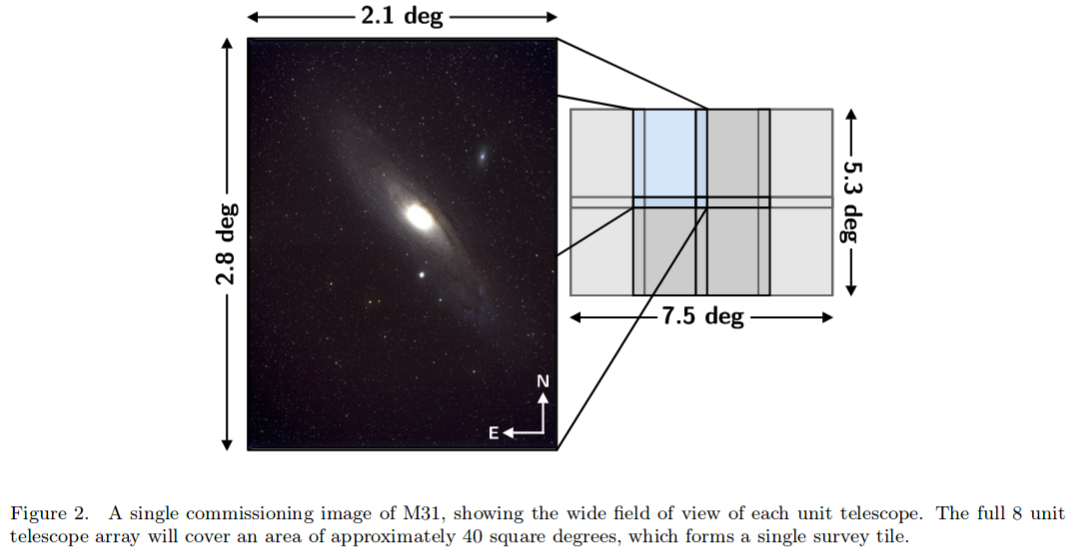 2.1 deg
2.8 deg
5.3 deg
7.5 deg
N
E
Figure 2. A single commissioning image of M31, showing the wide field of view of each unit telescope. The full 8 unit
telescope array will cover an area of approximately 40 square degrees, which forms a single survey tile.